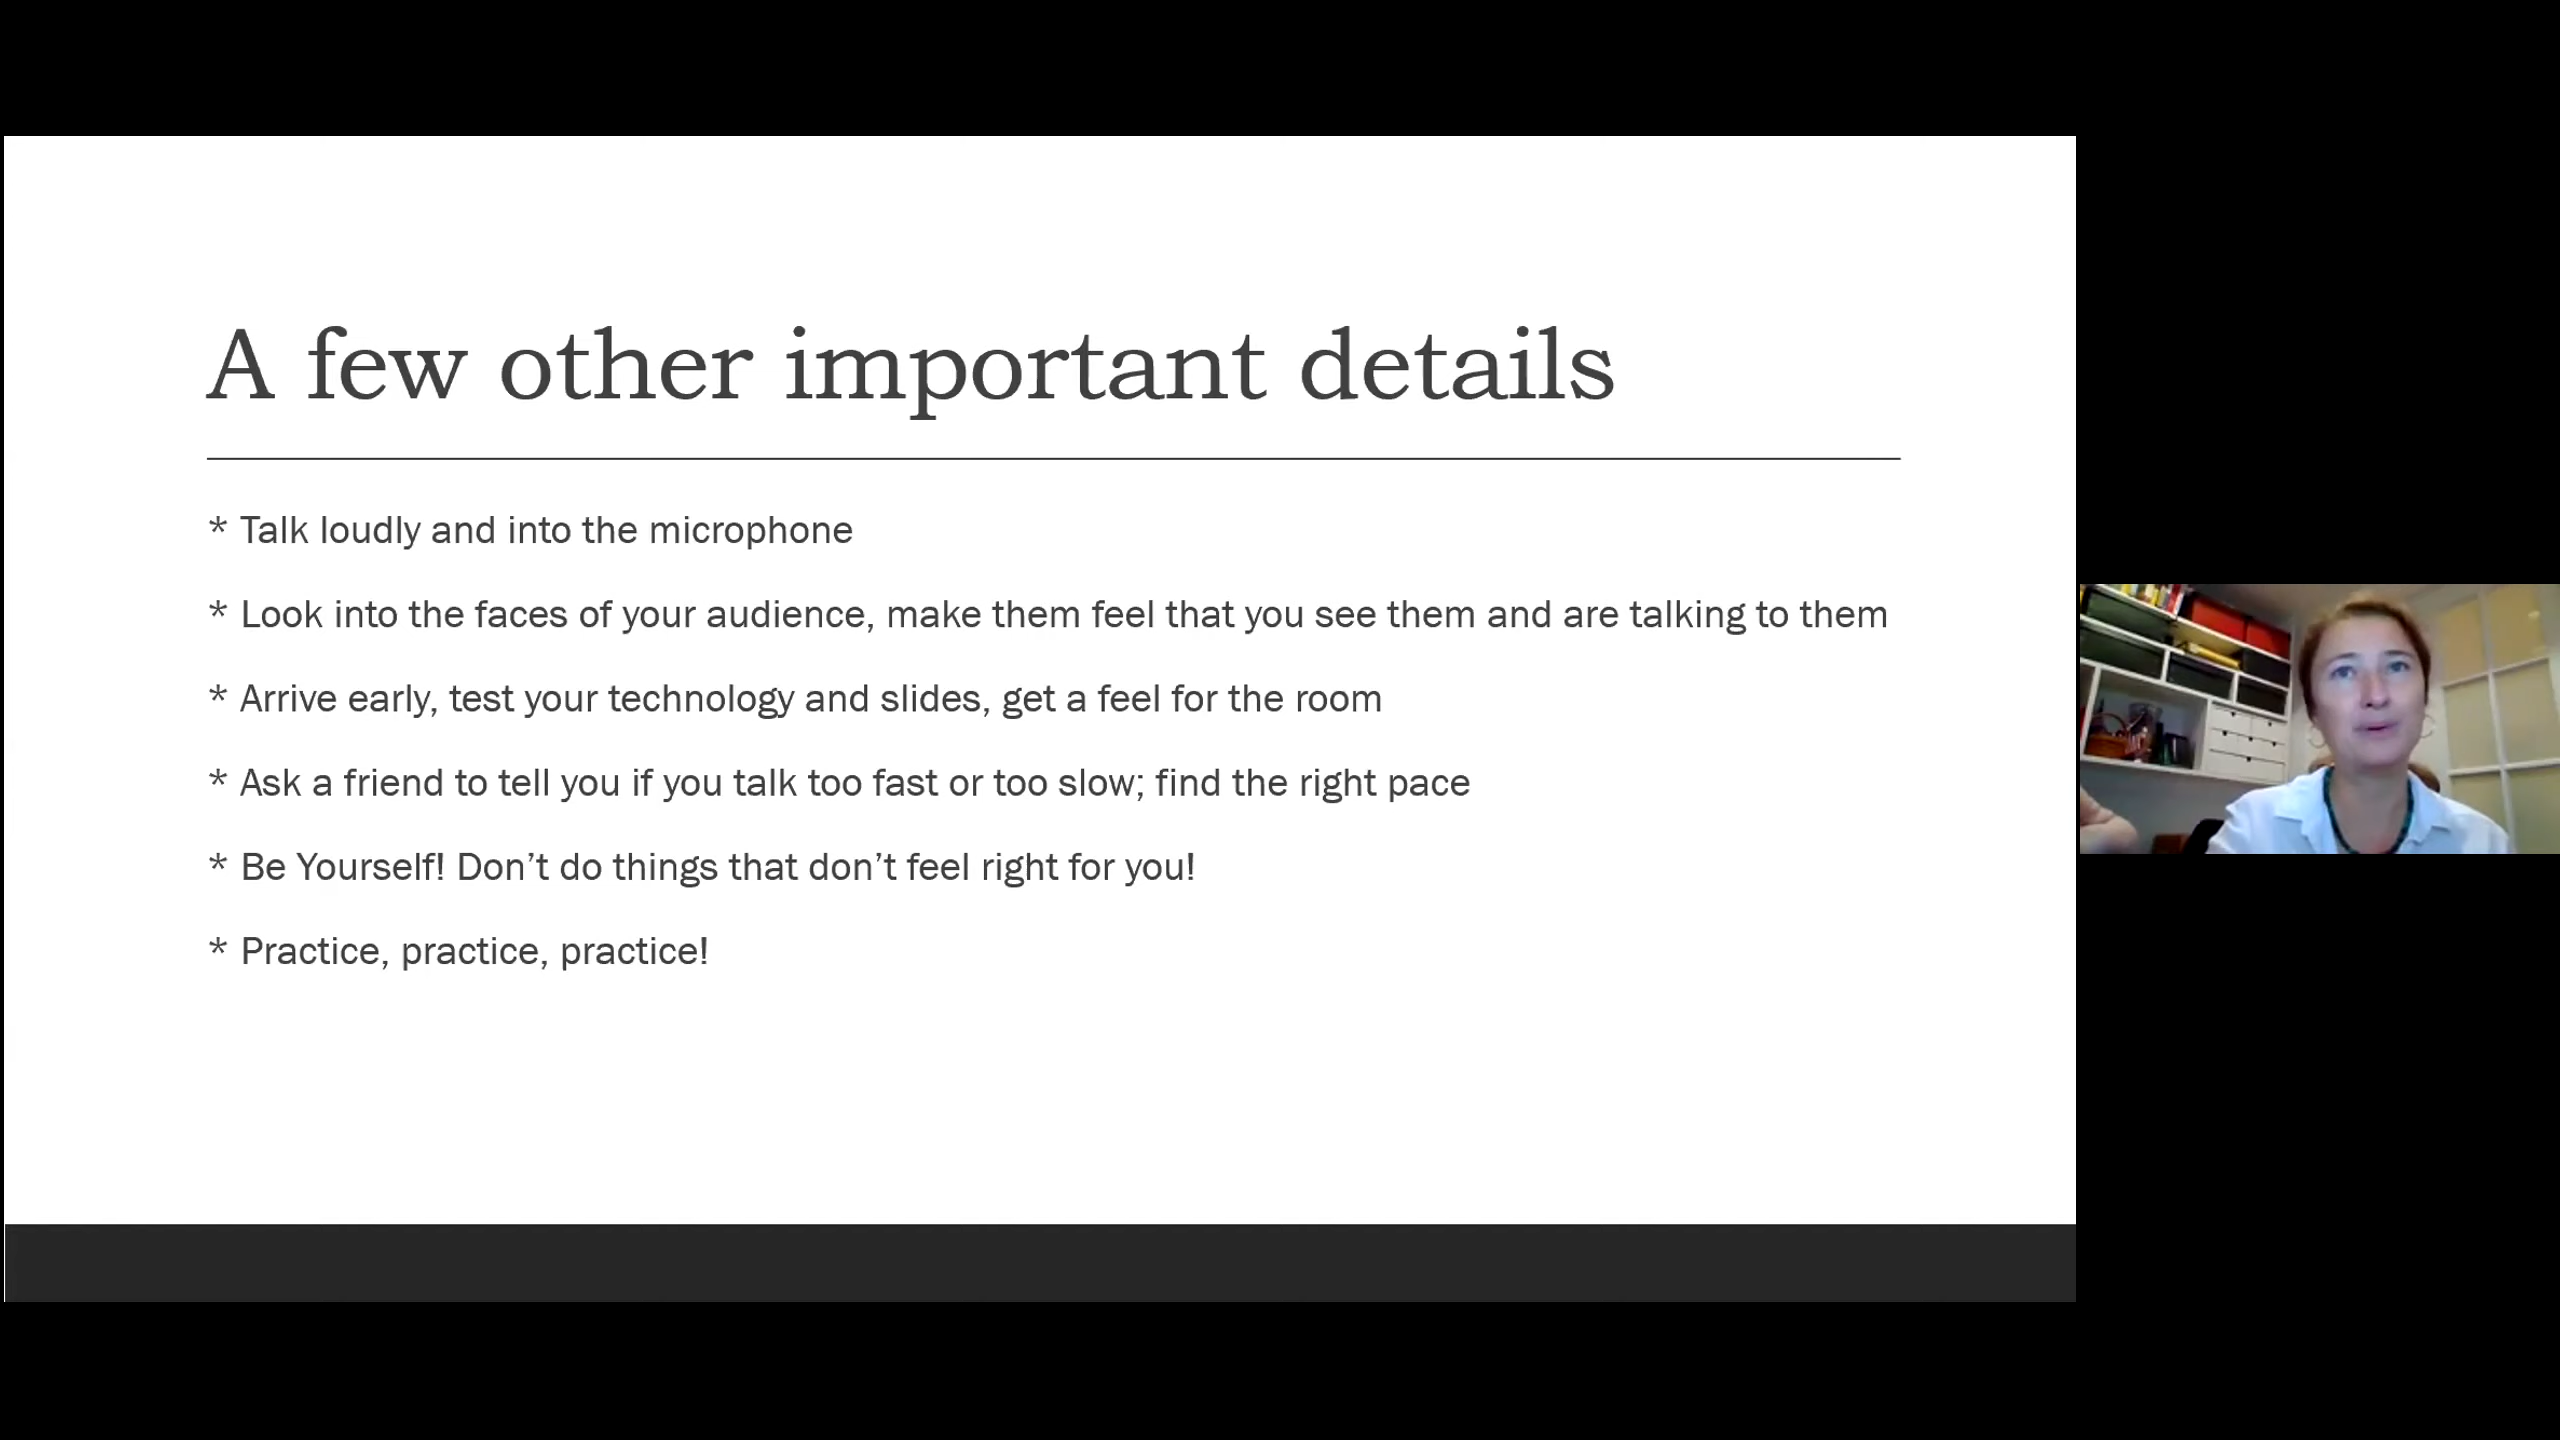 A few other important details
* Talk loudly and into the microphone
* Look into the faces of your audience, make them feel that you see them and are talking to them
* Arrive early, test your technology and slides, get a feel for the room
* Ask a friend to tell you if you talk too fast or too slow; find the right pace
* Be Yourself! Don’t do things that don’t feel right for you!
* Practice, practice, practice!